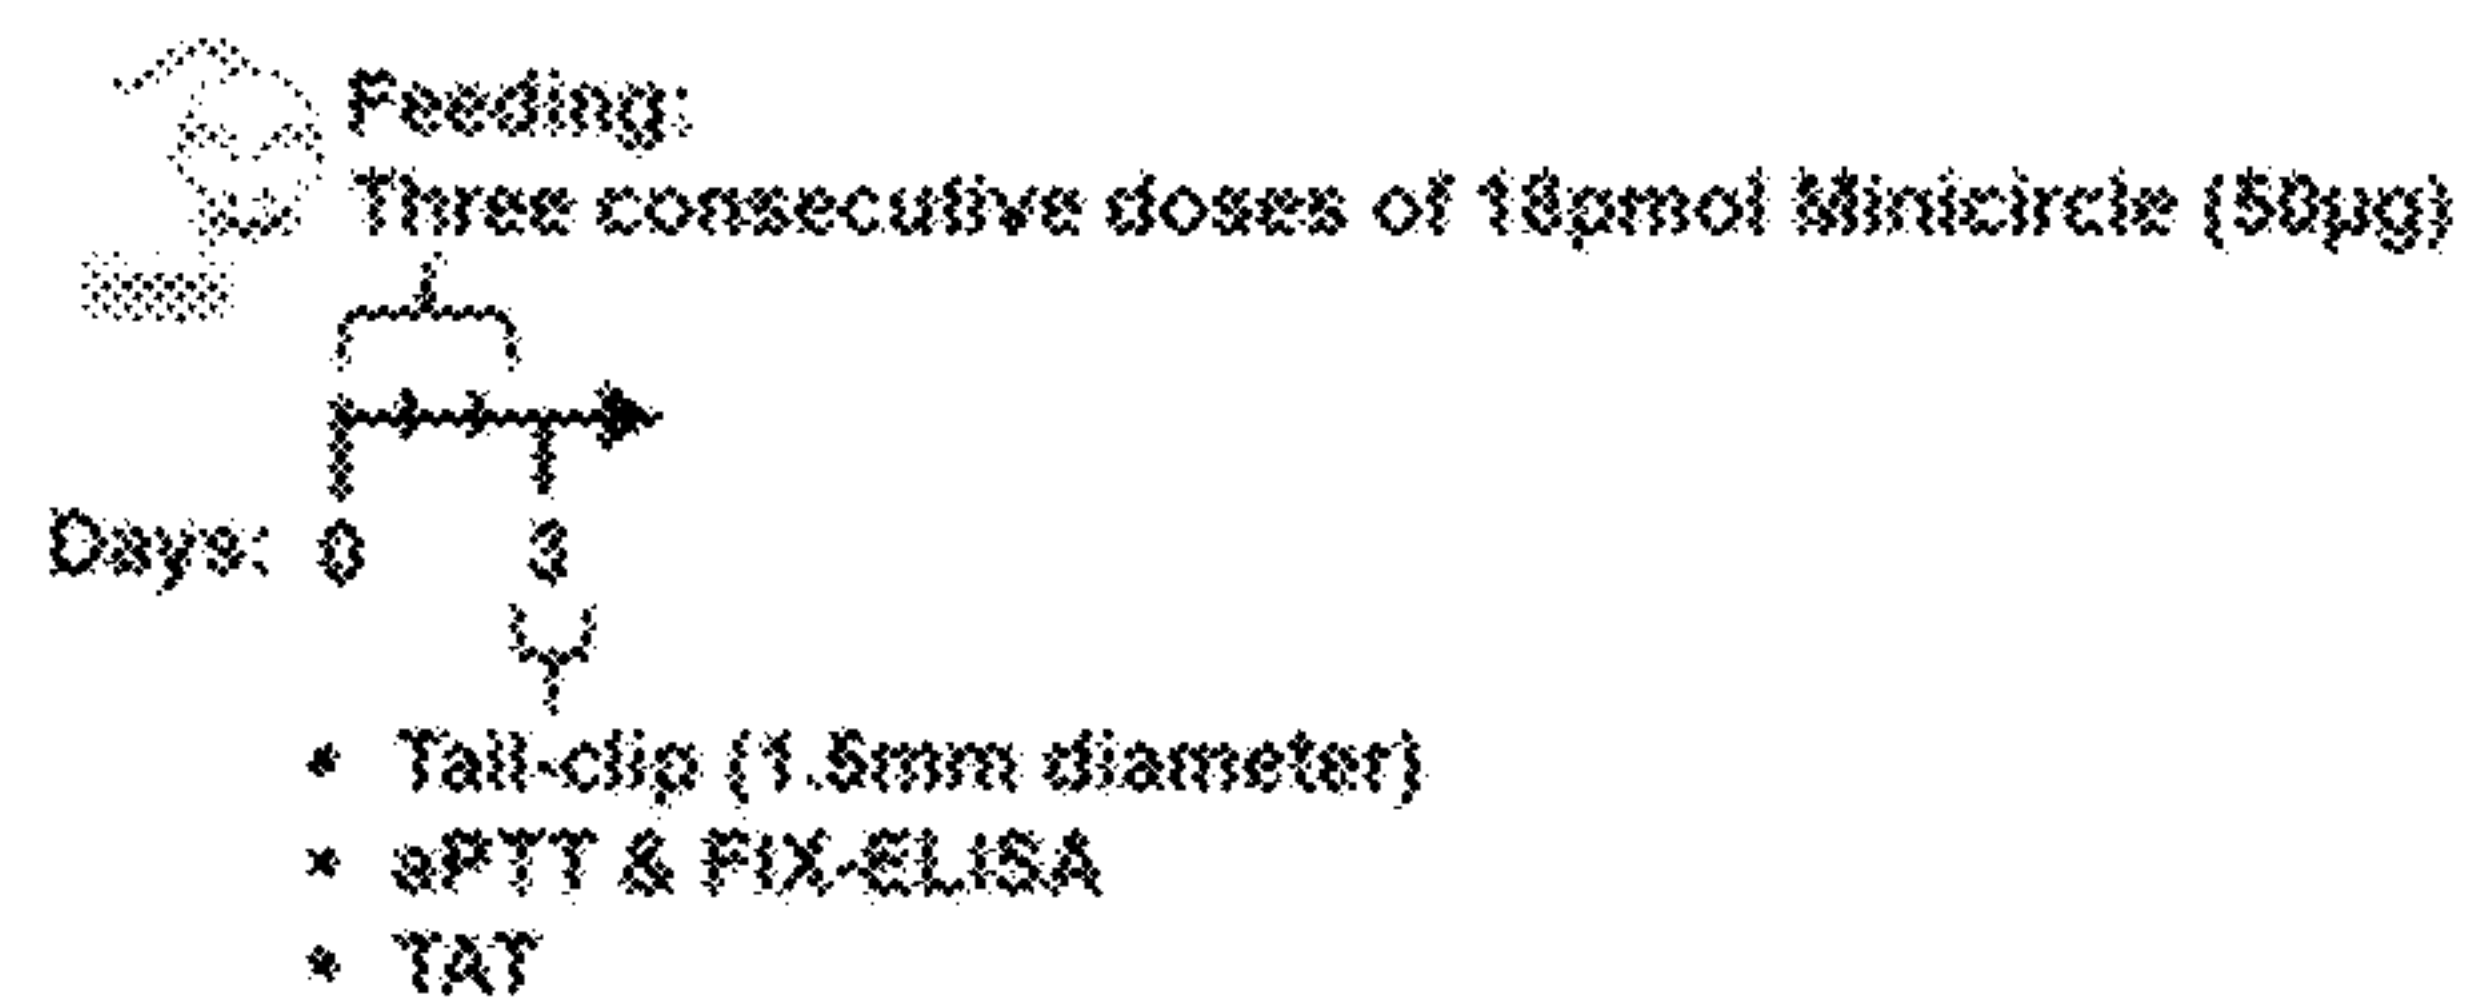 Feeding:
Three consecutive doses of 18pmol Minicircle (50µg)
Days: 0 3
• Tail-clip (1.5mm diameter)
• aPTT & FIX-ELISA
• TAT